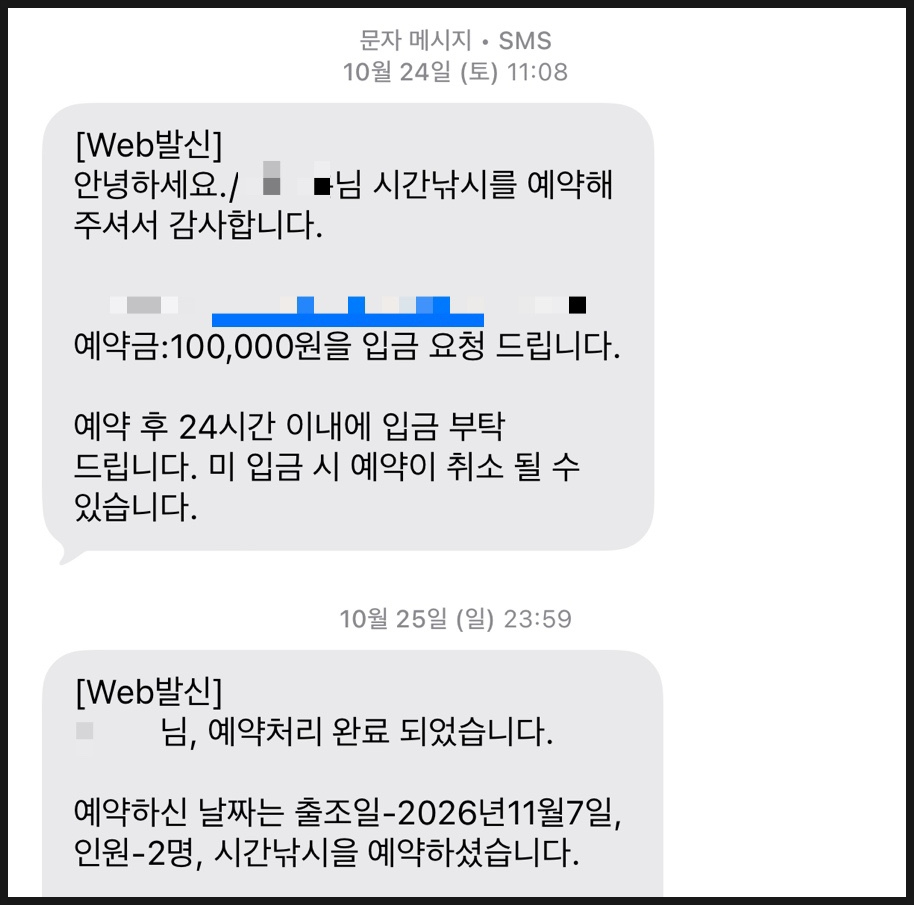 문자 메시지 • SMS
10월 24일 (토) 11:08
[Web발신]
안녕하세요./ 님 시간낚시를 예약해
주셔서 감사합니다.
예약금:100,000원을 입금 요청 드립니다.
예약 후 24시간 이내에 입금 부탁
드립니다. 미 입금 시 예약이 취소 될 수
있습니다.
10월 25일 (일) 23:59
[Web발신]
님, 예약처리 완료 되었습니다.
예약하신 날짜는 출조일-2026년11월7일,
인원-2명, 시간낚시을 예약하셨습니다.